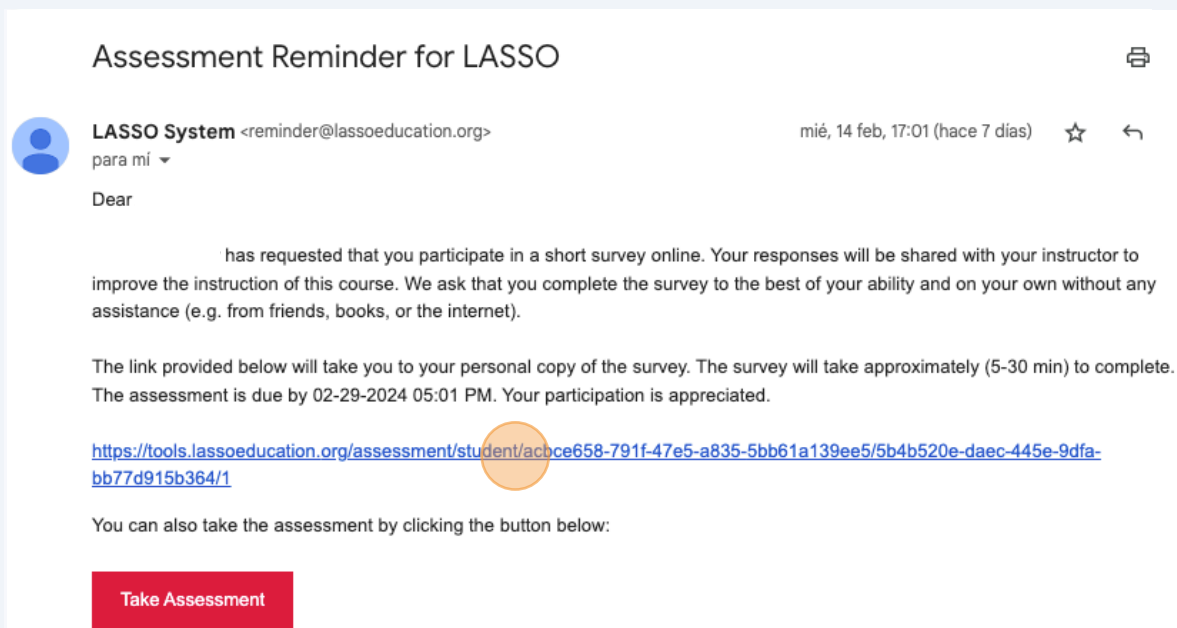 Assessment Reminder for LASSO
LASSO System <reminder@lassoeducation.org>
mié, 14 feb, 17:01 (hace 7 días)
para mí
Dear
has requested that you participate in a short survey online. Your responses will be shared with your instructor to
improve the instruction of this course. We ask that you complete the survey to the best of your ability and on your own without any
assistance (e.g. from friends, books, or the internet).
The link provided below will take you to your personal copy of the survey. The survey will take approximately (5-30 min) to complete.
The assessment is due by 02-29-2024 05:01 PM. Your participation is appreciated.
https://tools.lassoeducation.org/assessment/student/acbce658-791f-47e5-a835-5bb61a139ee5/5b4b520e-daec-445e-9dfa-
bb77d915b364/1
You can also take the assessment by clicking the button below:
Take Assessment